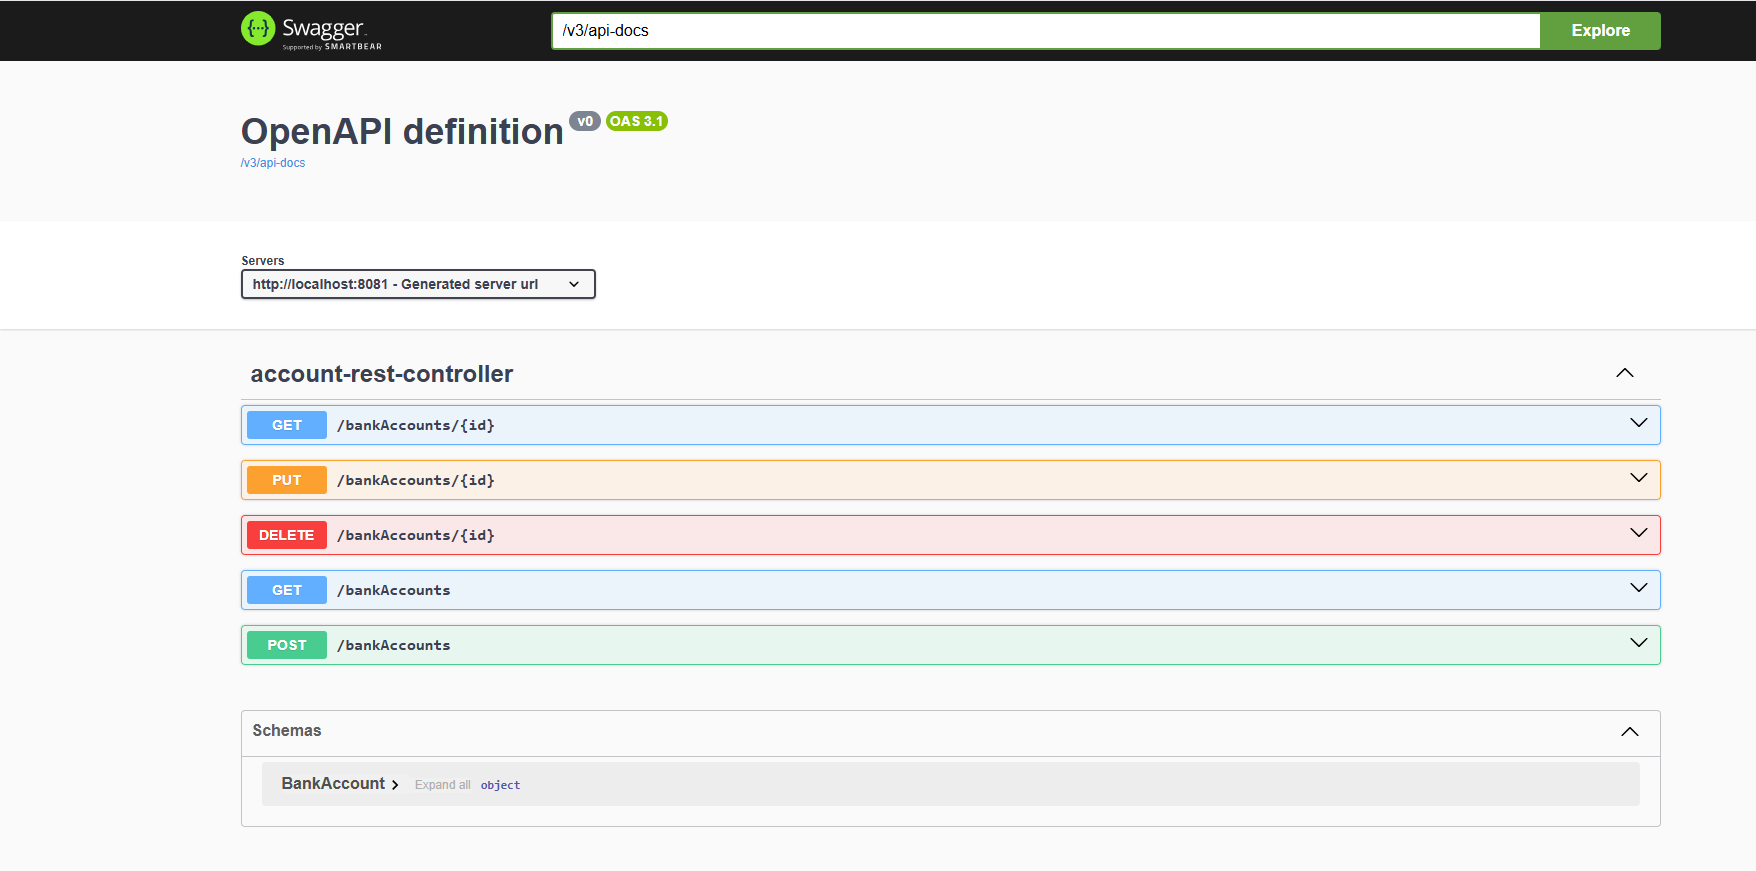 Swagger
Supported by SMARTBEAR
/v3/api-docs
Explore
OpenAPI definition v0 OAS 3.1
/v3/api-docs
Servers
http://localhost:8081 - Generated server url
account-rest-controller
GET /bankAccounts/{id}
PUT /bankAccounts/{id}
DELETE /bankAccounts/{id}
GET /bankAccounts
POST /bankAccounts
Schemas
BankAccount Expand all object